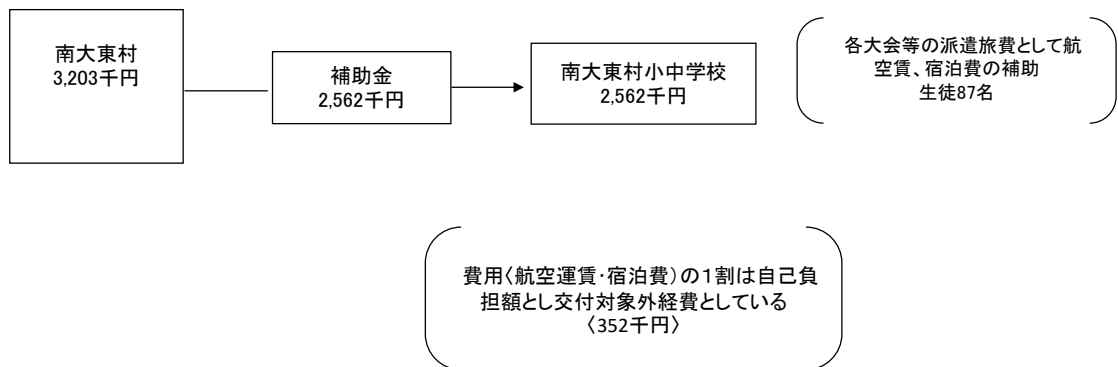 南大東村
3,203千円
補助金
2,562千円
南大東村小中学校
2,562千円
各大会等の派遣旅費として航
空賃、宿泊費の補助
生徒87名
費用〈航空運賃・宿泊費〉の１割は自己負
担額とし交付対象外経費としている
〈352千円〉